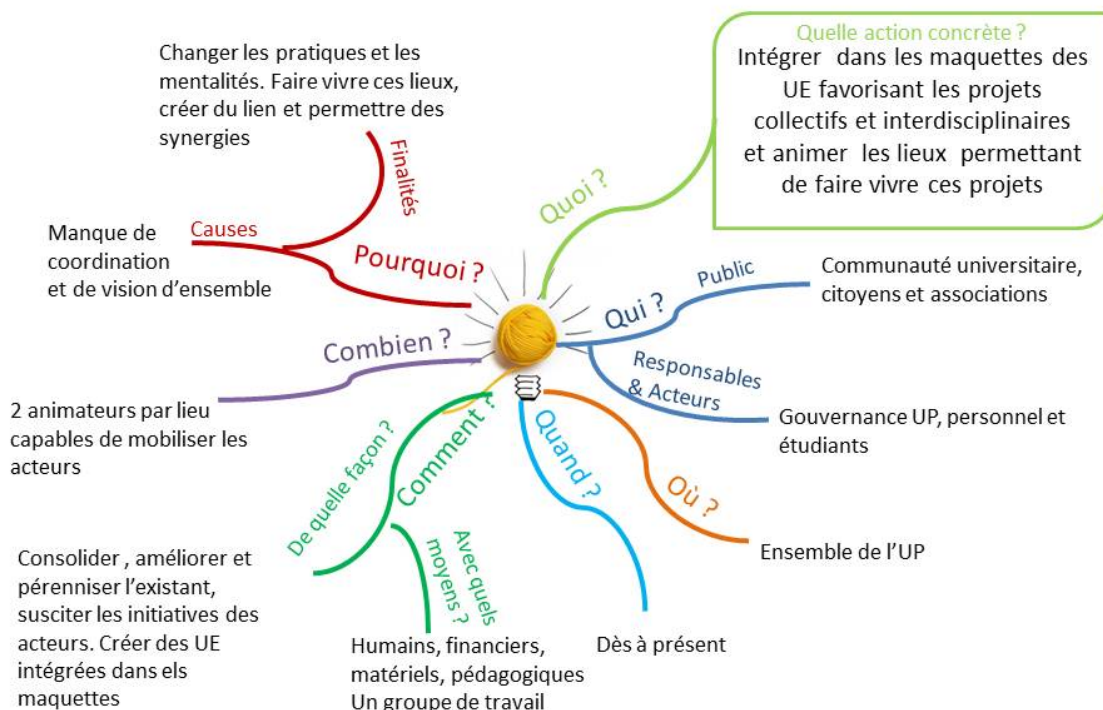 Quelle action concrète ?
Intégrer dans les maquettes des
UE favorisant les projets
collectifs et interdisciplinaires
et animer les lieux permettant
de faire vivre ces projets
Quoi ?
Changer les pratiques et les
mentalités. Faire vivre ces lieux,
créer du lien et permettre des
synergies
Finalités
Causes
Manque de
coordination
et de vision d’ensemble
Pourquoi ?
Qui ?
Public
Communauté universitaire,
citoyens et associations
Responsables
& Acteurs
Gouvernance UP, personnel et
étudiants
Combien ?
2 animateurs par lieu
capables de mobiliser les
acteurs
Comment ?
De quelle façon ?
Consolider , améliorer et
pérenniser l’existant,
susciter les initiatives des
acteurs. Créer des UE
intégrées dans els
maquettes
Avec quels
moyens ?
Humains, financiers,
matériels, pédagogiques
Un groupe de travail
Quand ?
Dès à présent
Où ?
Ensemble de l’UP